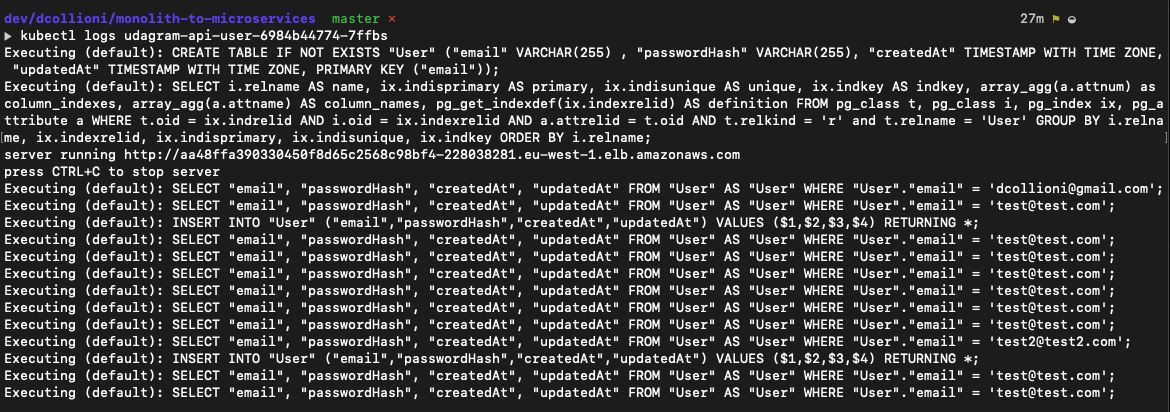 dev/dcollioni/monolith-to-microservices master × 27m
▶ kubectl logs udagram-api-user-6984b44774-7ffbs
Executing (default): CREATE TABLE IF NOT EXISTS "User" ("email" VARCHAR(255) , "passwordHash" VARCHAR(255), "createdAt" TIMESTAMP WITH TIME ZONE,
"updatedAt" TIMESTAMP WITH TIME ZONE, PRIMARY KEY ("email"));
Executing (default): SELECT i.relname AS name, ix.indisprimary AS primary, ix.indisunique AS unique, ix.indkey AS indkey, array_agg(a.attnum) as
column_indexes, array_agg(a.attname) AS column_names, pg_get_indexdef(ix.indexrelid) AS definition FROM pg_class t, pg_class i, pg_index ix, pg_a
ttribute a WHERE t.oid = ix.indrelid AND i.oid = ix.indexrelid AND a.attrelid = t.oid AND t.relkind = 'r' and t.relname = 'User' GROUP BY i.relna
me, ix.indexrelid, ix.indisprimary, ix.indisunique, ix.indkey ORDER BY i.relname;
server running http://aa48ffa390330450f8d65c2568c98bf4-228038281.eu-west-1.elb.amazonaws.com
press CTRL+C to stop server
Executing (default): SELECT "email", "passwordHash", "createdAt", "updatedAt" FROM "User" AS "User" WHERE "User"."email" = 'dcollioni@gmail.com';
Executing (default): SELECT "email", "passwordHash", "createdAt", "updatedAt" FROM "User" AS "User" WHERE "User"."email" = 'test@test.com';
Executing (default): INSERT INTO "User" ("email","passwordHash","createdAt","updatedAt") VALUES ($1,$2,$3,$4) RETURNING *;
Executing (default): SELECT "email", "passwordHash", "createdAt", "updatedAt" FROM "User" AS "User" WHERE "User"."email" = 'test@test.com';
Executing (default): SELECT "email", "passwordHash", "createdAt", "updatedAt" FROM "User" AS "User" WHERE "User"."email" = 'test@test.com';
Executing (default): SELECT "email", "passwordHash", "createdAt", "updatedAt" FROM "User" AS "User" WHERE "User"."email" = 'test@test.com';
Executing (default): SELECT "email", "passwordHash", "createdAt", "updatedAt" FROM "User" AS "User" WHERE "User"."email" = 'test@test.com';
Executing (default): SELECT "email", "passwordHash", "createdAt", "updatedAt" FROM "User" AS "User" WHERE "User"."email" = 'test@test.com';
Executing (default): SELECT "email", "passwordHash", "createdAt", "updatedAt" FROM "User" AS "User" WHERE "User"."email" = 'test@test.com';
Executing (default): SELECT "email", "passwordHash", "createdAt", "updatedAt" FROM "User" AS "User" WHERE "User"."email" = 'test2@test2.com';
Executing (default): INSERT INTO "User" ("email","passwordHash","createdAt","updatedAt") VALUES ($1,$2,$3,$4) RETURNING *;
Executing (default): SELECT "email", "passwordHash", "createdAt", "updatedAt" FROM "User" AS "User" WHERE "User"."email" = 'test@test.com';
Executing (default): SELECT "email", "passwordHash", "createdAt", "updatedAt" FROM "User" AS "User" WHERE "User"."email" = 'test@test.com';